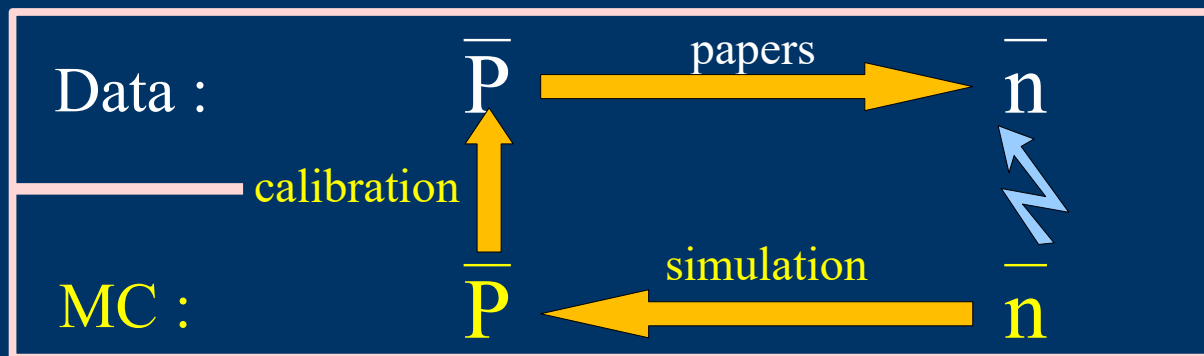 Data : P̅ papers n̅
calibration
simulation
MC : P̅ n̅